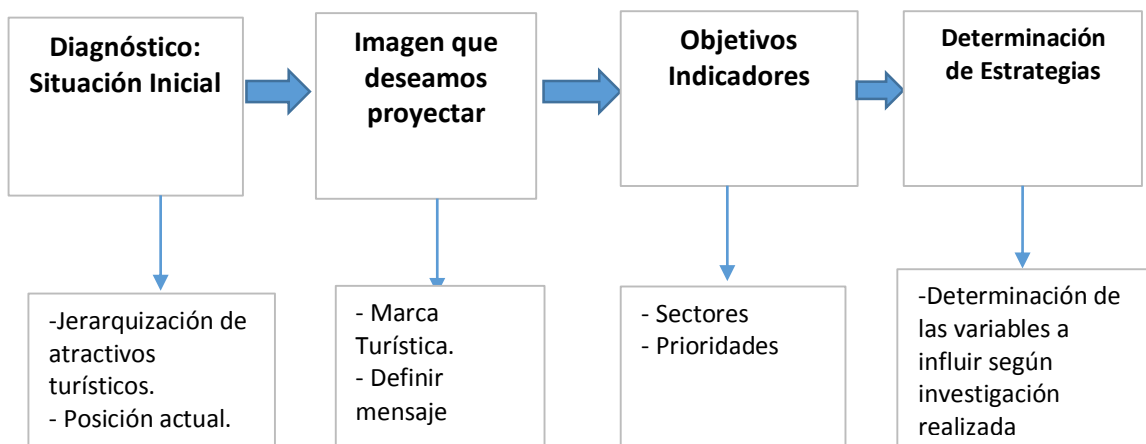 Diagnóstico:
Situación Inicial
Imagen que
deseamos
proyectar
Objetivos
Indicadores
Determinación
de Estrategias
-Jerarquización de
atractivos
turísticos.
- Posición actual.
- Marca
Turística.
- Definir
mensaje
- Sectores
- Prioridades
-Determinación de
las variables a
influir según
investigación
realizada